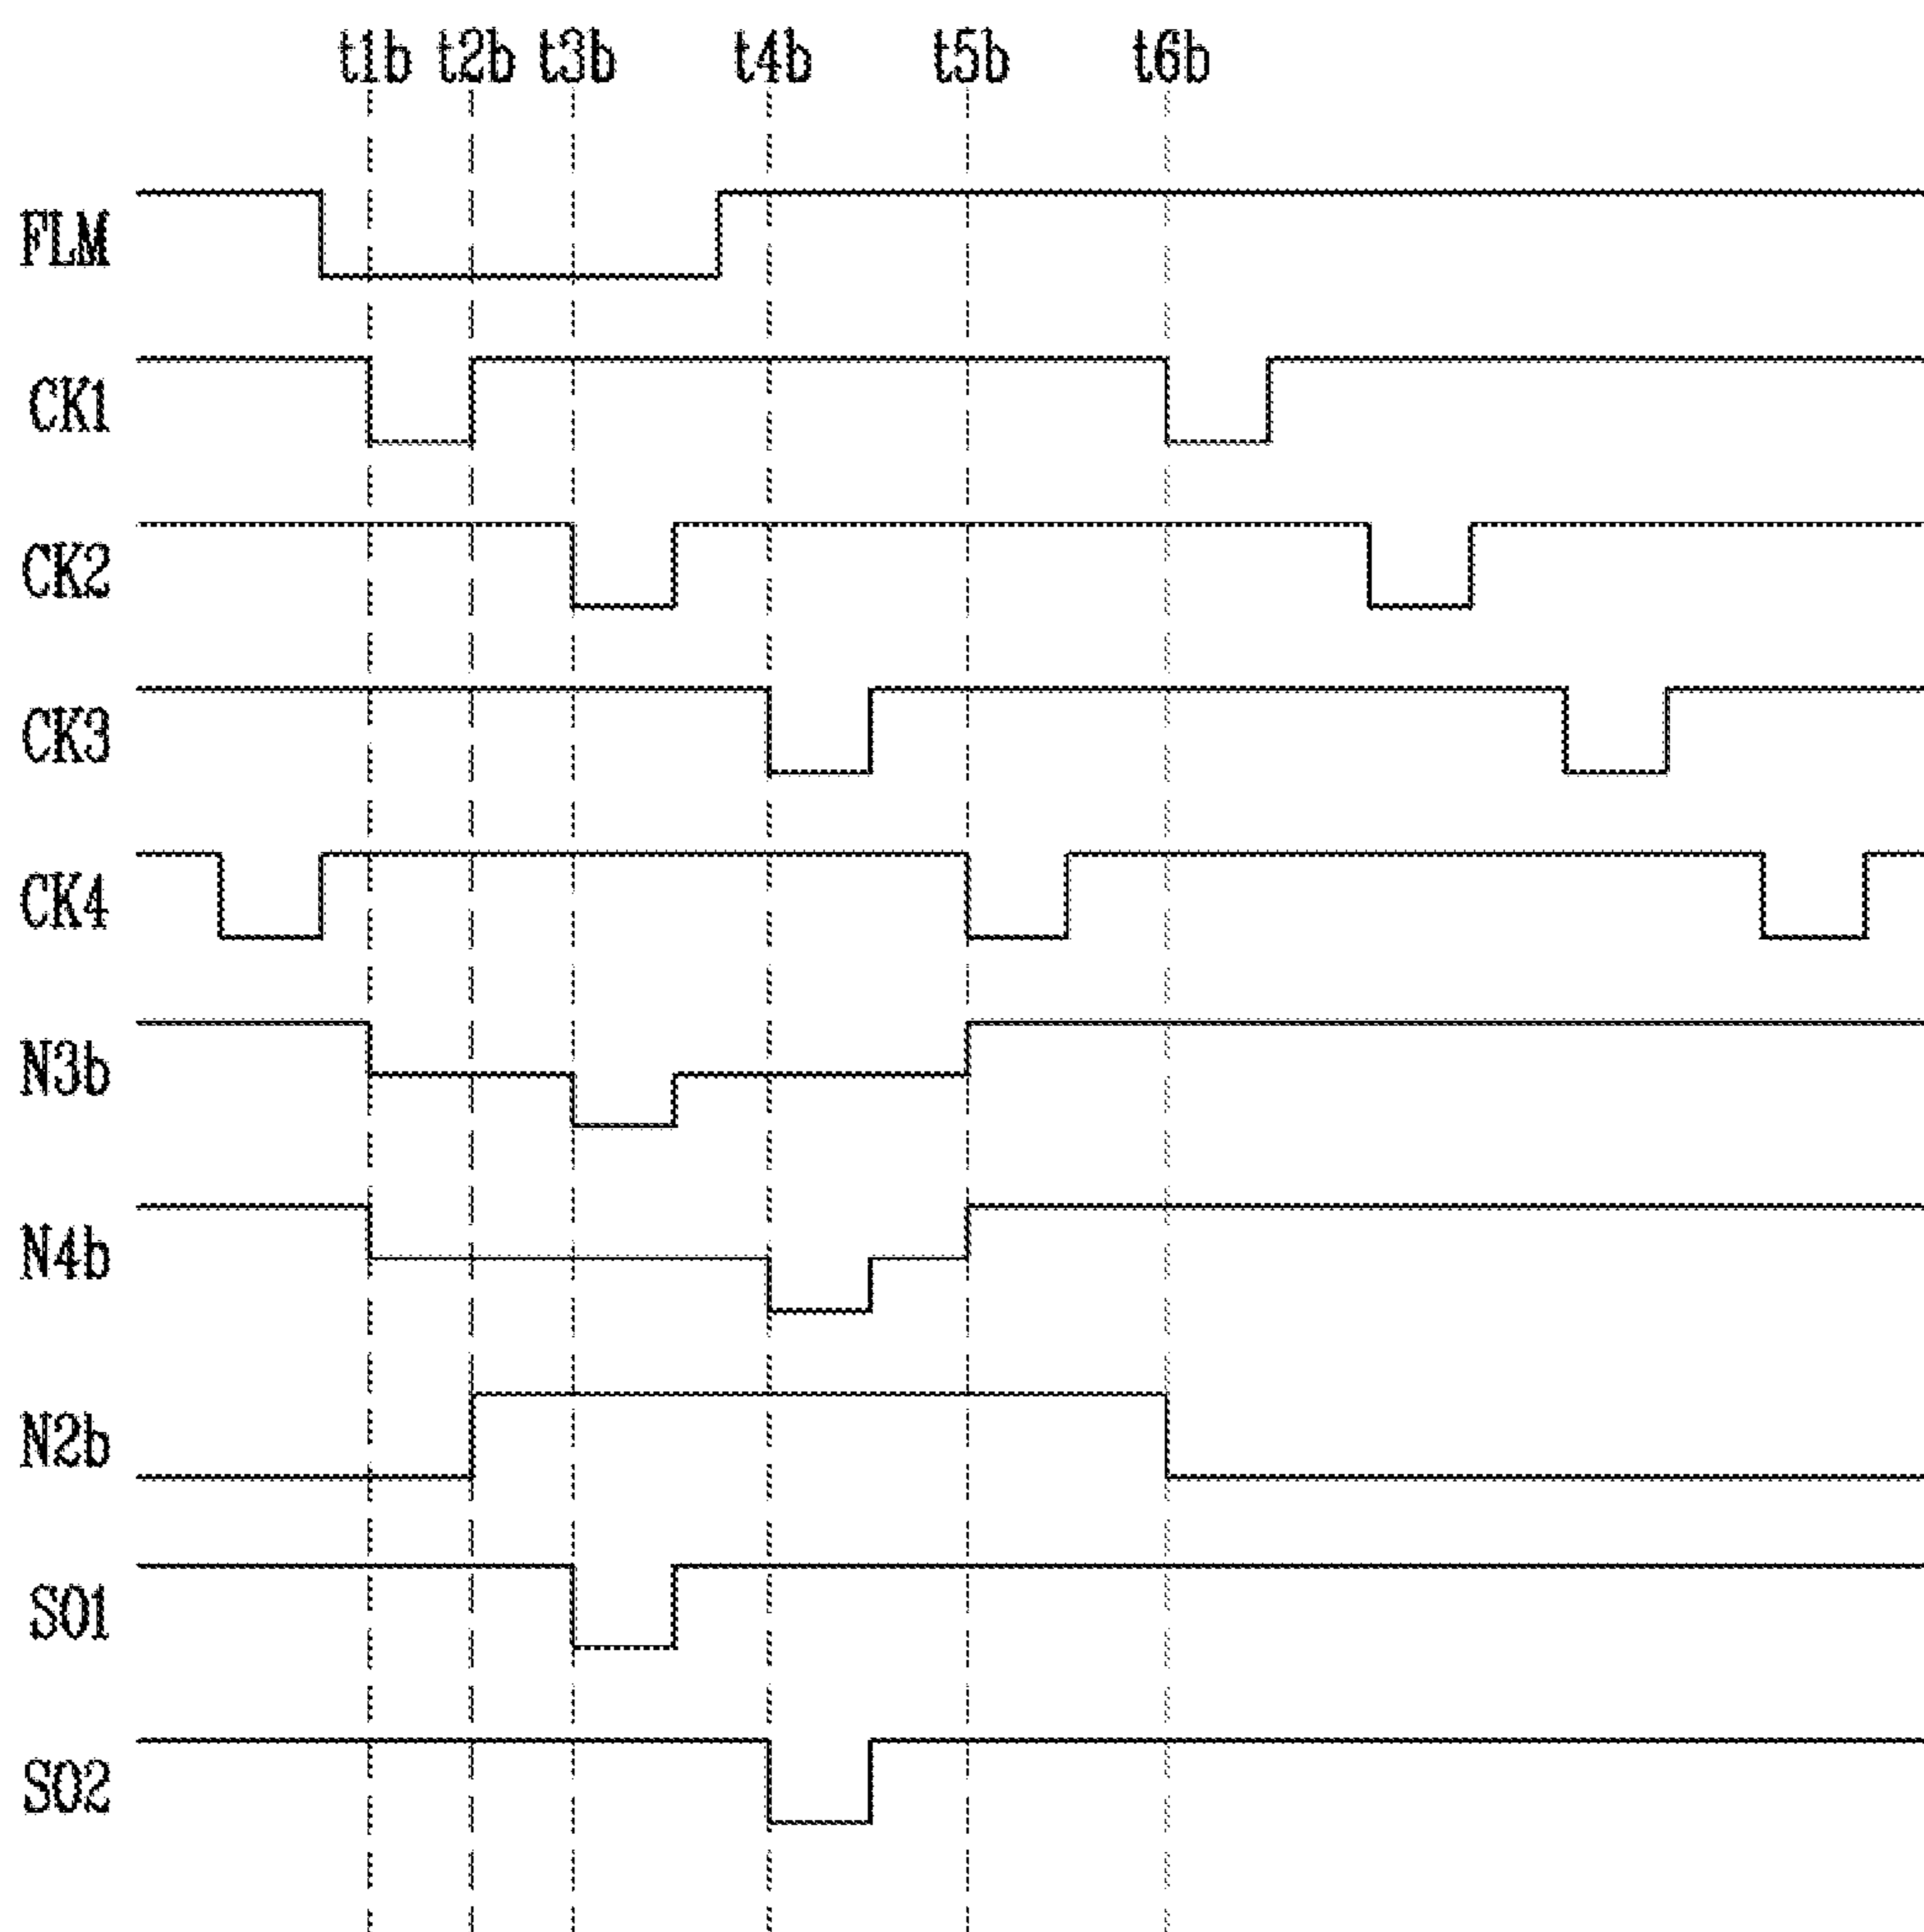 t1b t2b t3b t4b t5b t6b
FLM
CK1
CK2
CK3
CK4
N3b
N4b
N2b
SO1
SO2